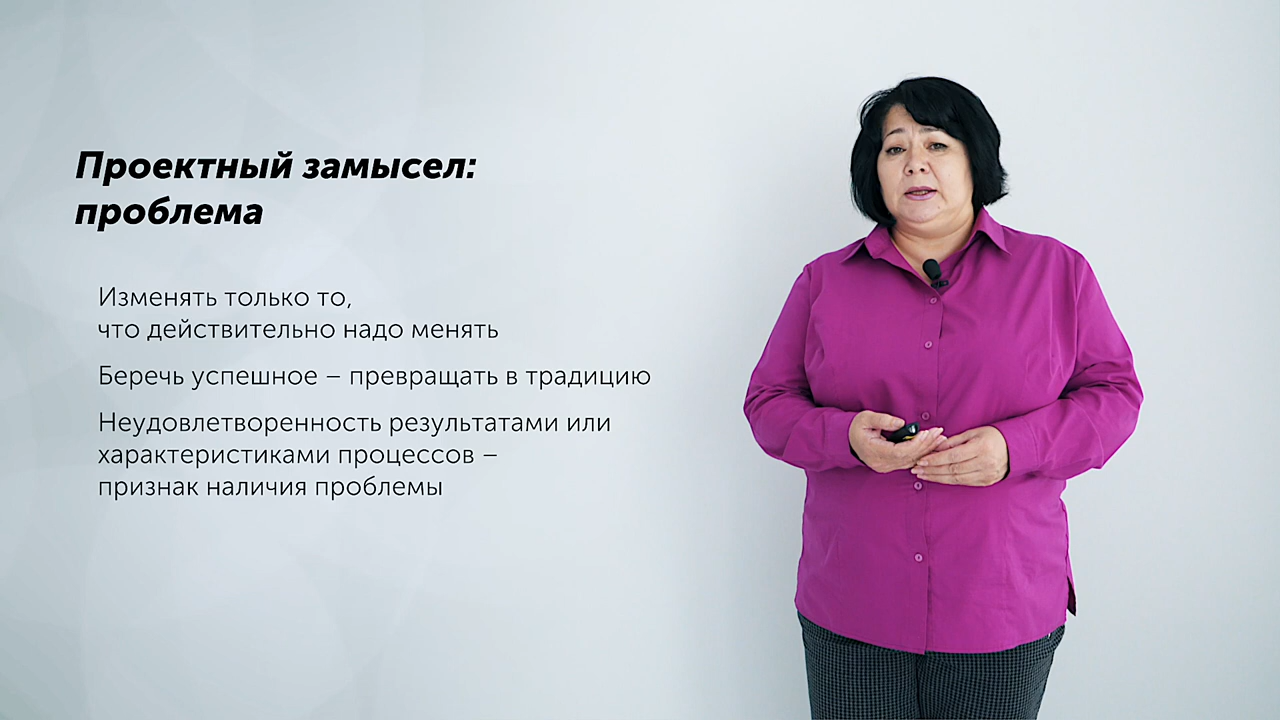 Проектный замысел:
проблема
Изменять только то,
что действительно надо менять
Беречь успешное – превращать в традицию
Неудовлетворенность результатами или
характеристиками процессов –
признак наличия проблемы